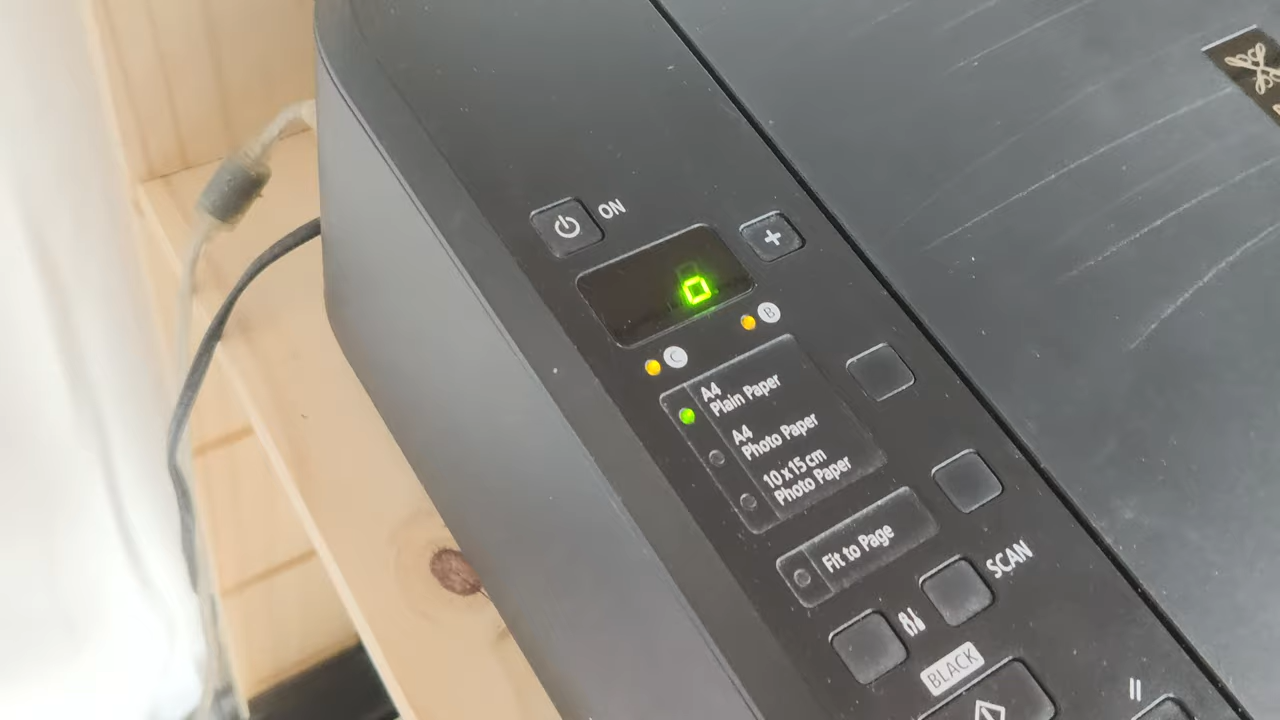 ON
+
B
C
A4
Plain Paper
A4
Photo Paper
10 x 15 cm
Photo Paper
Fit to Page
SCAN
BLACK